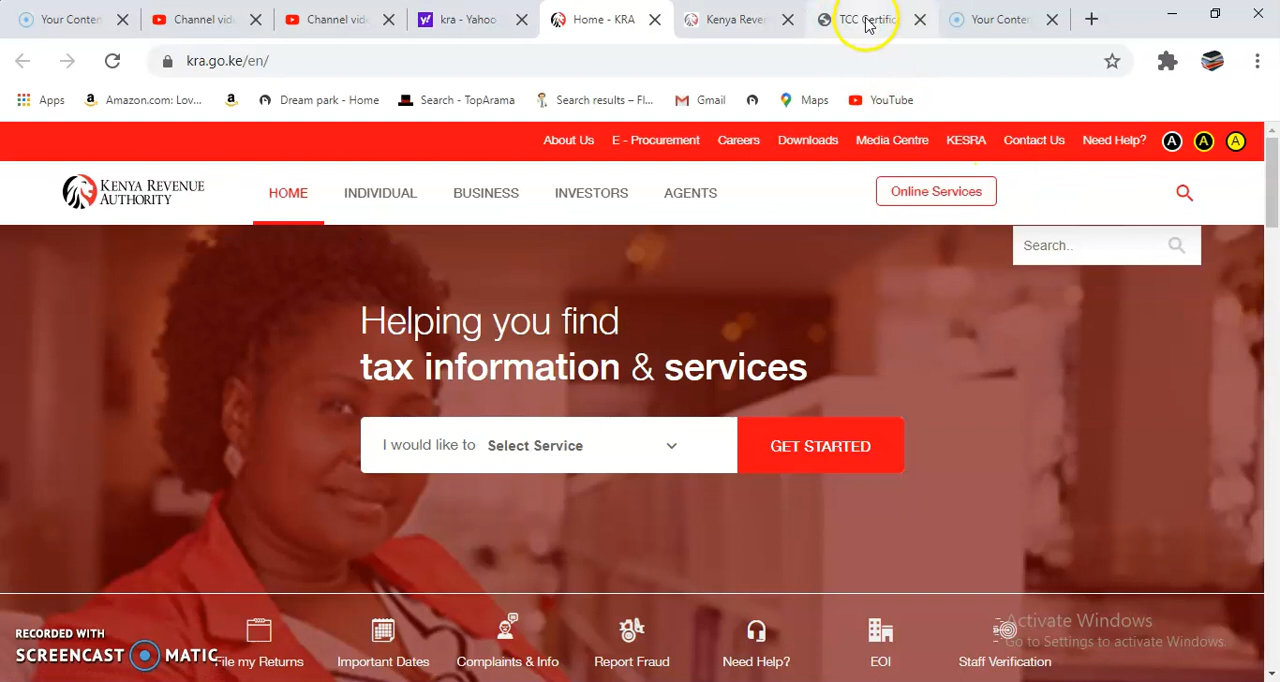 Your Conten
Channel vide
Channel vide
kra - Yahoo
Home - KRA
Kenya Reve
TCC Certific
Your Conten
kra.go.ke/en/
Apps
Amazon.com: Lov...
Dream park - Home
Search - TopArama
Search results – Fl...
Gmail
Maps
YouTube
About Us
E - Procurement
Careers
Downloads
Media Centre
KESRA
Contact Us
Need Help?
A
A
A
KENYA REVENUE
AUTHORITY
HOME
INDIVIDUAL
BUSINESS
INVESTORS
AGENTS
Online Services
Search..
Helping you find
tax information & services
I would like to Select Service
GET STARTED
File my Returns
Important Dates
Complaints & Info
Report Fraud
Need Help?
EOI
Staff Verification
Activate Windows
Go to Settings to activate Windows.
RECORDED WITH
SCREENCAST MATIC